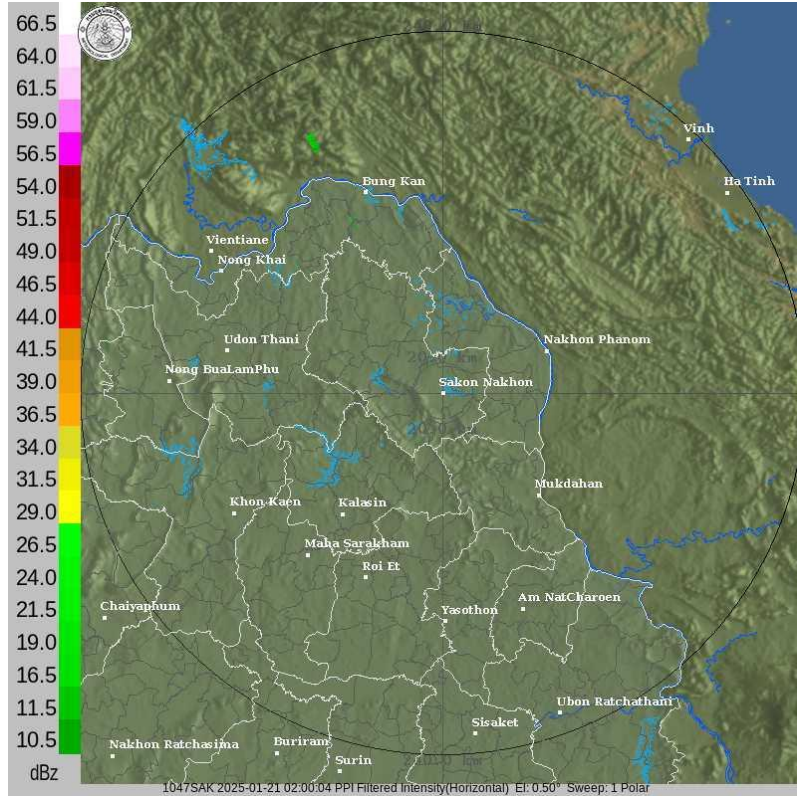 66.5
64.0
61.5
59.0
56.5
54.0
51.5
49.0
46.5
44.0
41.5
39.0
36.5
34.0
31.5
29.0
26.5
24.0
21.5
19.0
16.5
11.5
10.5
dBz
Vinh
Bung Kan
Ha Tinh
Vientiane
Nong Khai
Udon Thani
Nakhon Phanom
Nong BuaLamPhu
Sakon Nakhon
Mukdahan
Khon Kaen
Kalasin
Maha Sarakham
Roi Et
Chaiyaphum
Yasothon
Am NatCharoen
Ubon Ratchathani
Sisaket
Nakhon Ratchasima
Buriram
Surin
1047SAK 2025-01-21 02:00:04 PPI Filtered Intensity(Horizontal) El: 0.50° Sweep: 1 Polar